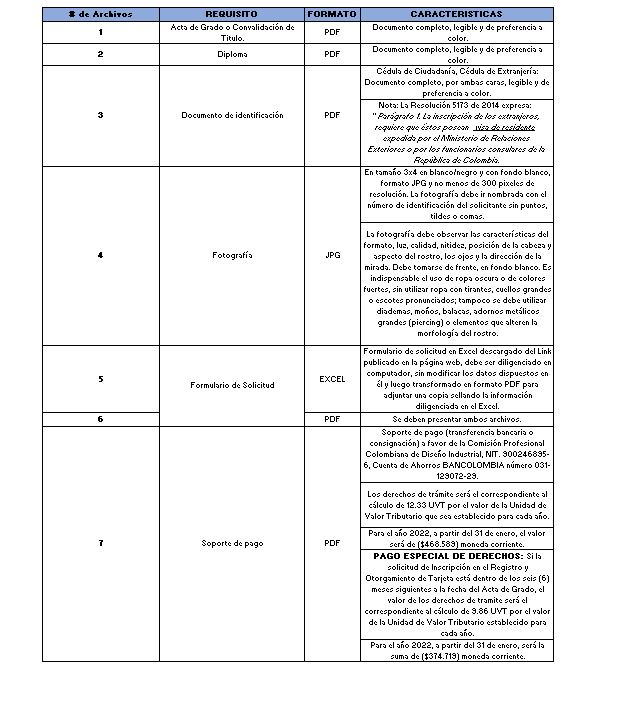 # de Archivos REQUISITO FORMATO CARACTERISTICAS
1 Acta de Grado o Convalidación de Título. PDF Documento completo, legible y de preferencia a color.
2 Diploma PDF Documento completo, legible y de preferencia a color.
3 Documento de identificación PDF
Cédula de Ciudadanía, Cédula de Extranjería:
Documento completo, por ambas caras, legible y de
preferencia a color.
Nota: La Resolución 5173 de 2014 expresa:
"Parágrafo 1. La inscripción de los extranjeros,
requiere que éstos posean visa de residente
expedida por el Ministerio de Relaciones
Exteriores o por los funcionarios consulares de la
República de Colombia.
4 Fotografía JPG
En tamaño 3x4 en blanco/negro y con fondo blanco,
formato JPG y no menos de 300 pixeles de
resolución. La fotografía debe ir nombrada con el
número de identificación del solicitante sin puntos,
tildes o comas.
La fotografía debe observar las características del
formato, luz, calidad, nitidez, posición de la cabeza y
aspecto del rostro, los ojos y la dirección de la
mirada. Debe tomarse de frente, en fondo blanco. Es
indispensable el uso de ropa oscura o de colores
fuertes, sin utilizar ropa con tirantes, cuellos grandes
o escotes pronunciados; tampoco se debe utilizar
diademas, moños, balacas, adornos metálicos
grandes (piercing) o elementos que alteren la
morfología del rostro.
5 Formulario de Solicitud EXCEL
Formulario de solicitud en Excel descargado del Link
publicado en la página web, debe ser diligenciado en
computador, sin modificar los datos dispuestos en
él y luego transformado en formato PDF para
adjuntar una copia sellando la información
diligenciada en el Excel.
6 PDF Se deben presentar ambos archivos.
7 Soporte de pago PDF
Soporte de pago (transferencia bancaria o
consignación) a favor de la Comisión Profesional
Colombiana de Diseño Industrial, NIT. 900246895-
6, Cuenta de Ahorros BANCOLOMBIA número 031-
129072-29.
Los derechos de trámite será el correspondiente al
cálculo de 12.33 UVT por el valor de la Unidad de
Valor Tributario que sea establecido para cada año.
Para el año 2022, a partir del 31 de enero, el valor
será de ($468.589) moneda corriente.
PAGO ESPECIAL DE DERECHOS: Si la
solicitud de Inscripción en el Registro y
Otorgamiento de Tarjeta está dentro de los seis (6)
meses siguientes a la fecha del Acta de Grado, el
valor de los derechos de tramite será el
correspondiente al cálculo de 9.86 UVT por el valor
de la Unidad de Valor Tributario establecido para
cada año.
Para el año 2022, a partir del 31 de enero, será la
suma de ($374.719) moneda corriente.